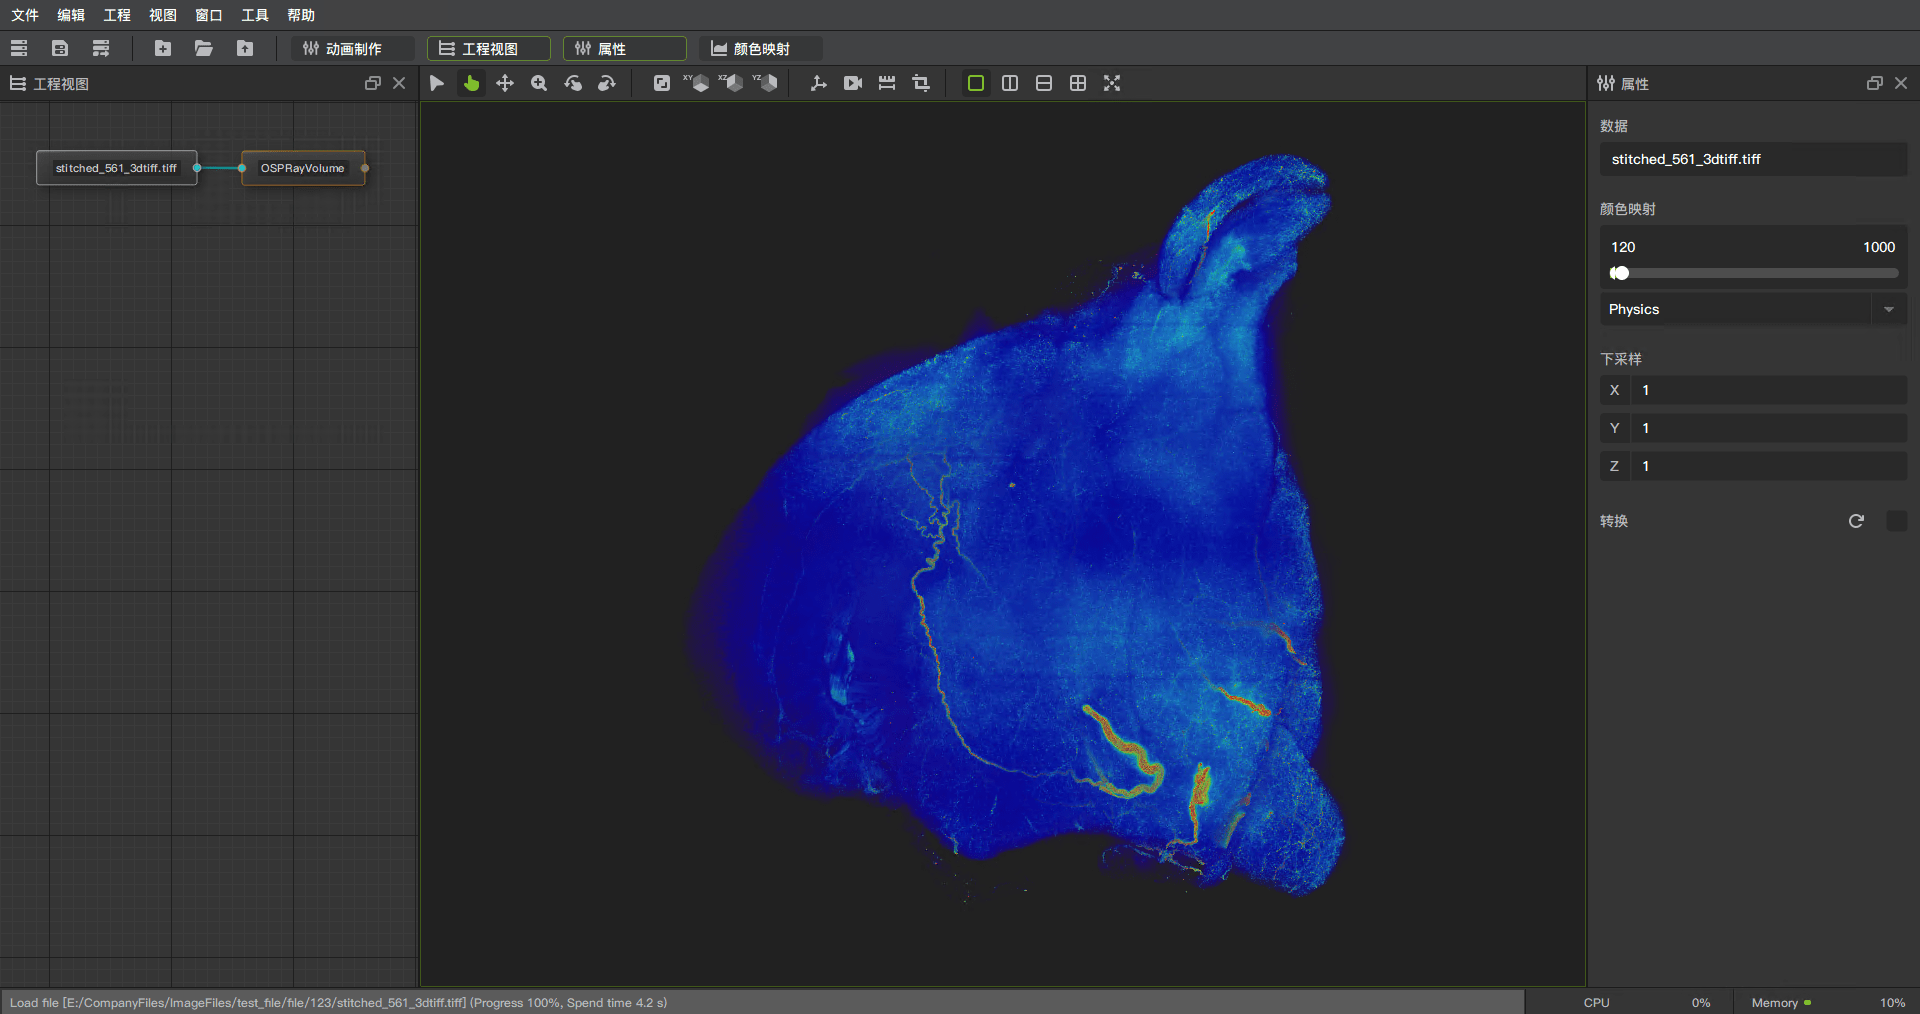 文件 编辑 工程 视图 窗口 工具 帮助
动画制作 工程视图 属性 颜色映射
工程视图
XY XZ YZ
属性
stitched_561_3dtiff.tiff OSPRayVolume
数据
stitched_561_3dtiff.tiff
颜色映射
120 1000
Physics
下采样
X 1
Y 1
Z 1
转换
Load file [E:/CompanyFiles/ImageFiles/test_file/file/123/stitched_561_3dtiff.tiff] (Progress 100%, Spend time 4.2 s)
CPU 0% Memory 10%